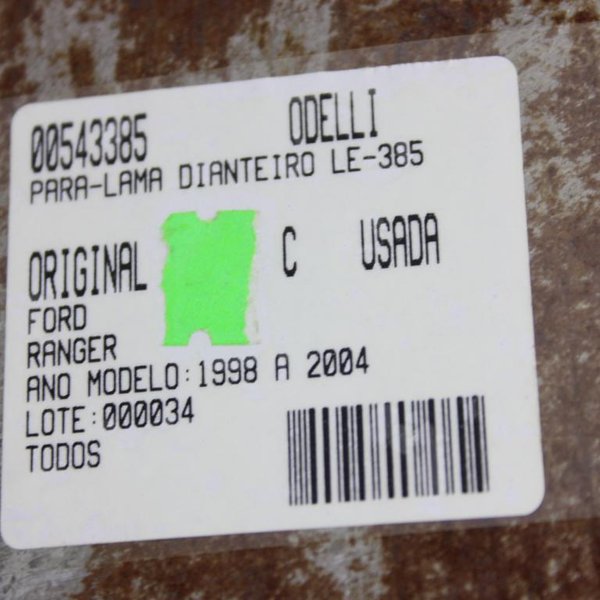 00543385 ODELLI
PARA-LAMA DIANTEIRO LE-385
ORIGINAL C USADA
FORD
RANGER
ANO MODELO:1998 A 2004
LOTE:000034
TODOS